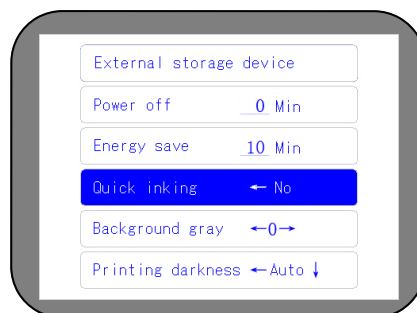 External storage device
Power off 0 Min
Energy save 10 Min
Quick inking ← No
Background gray ←0→
Printing darkness ←Auto ↓